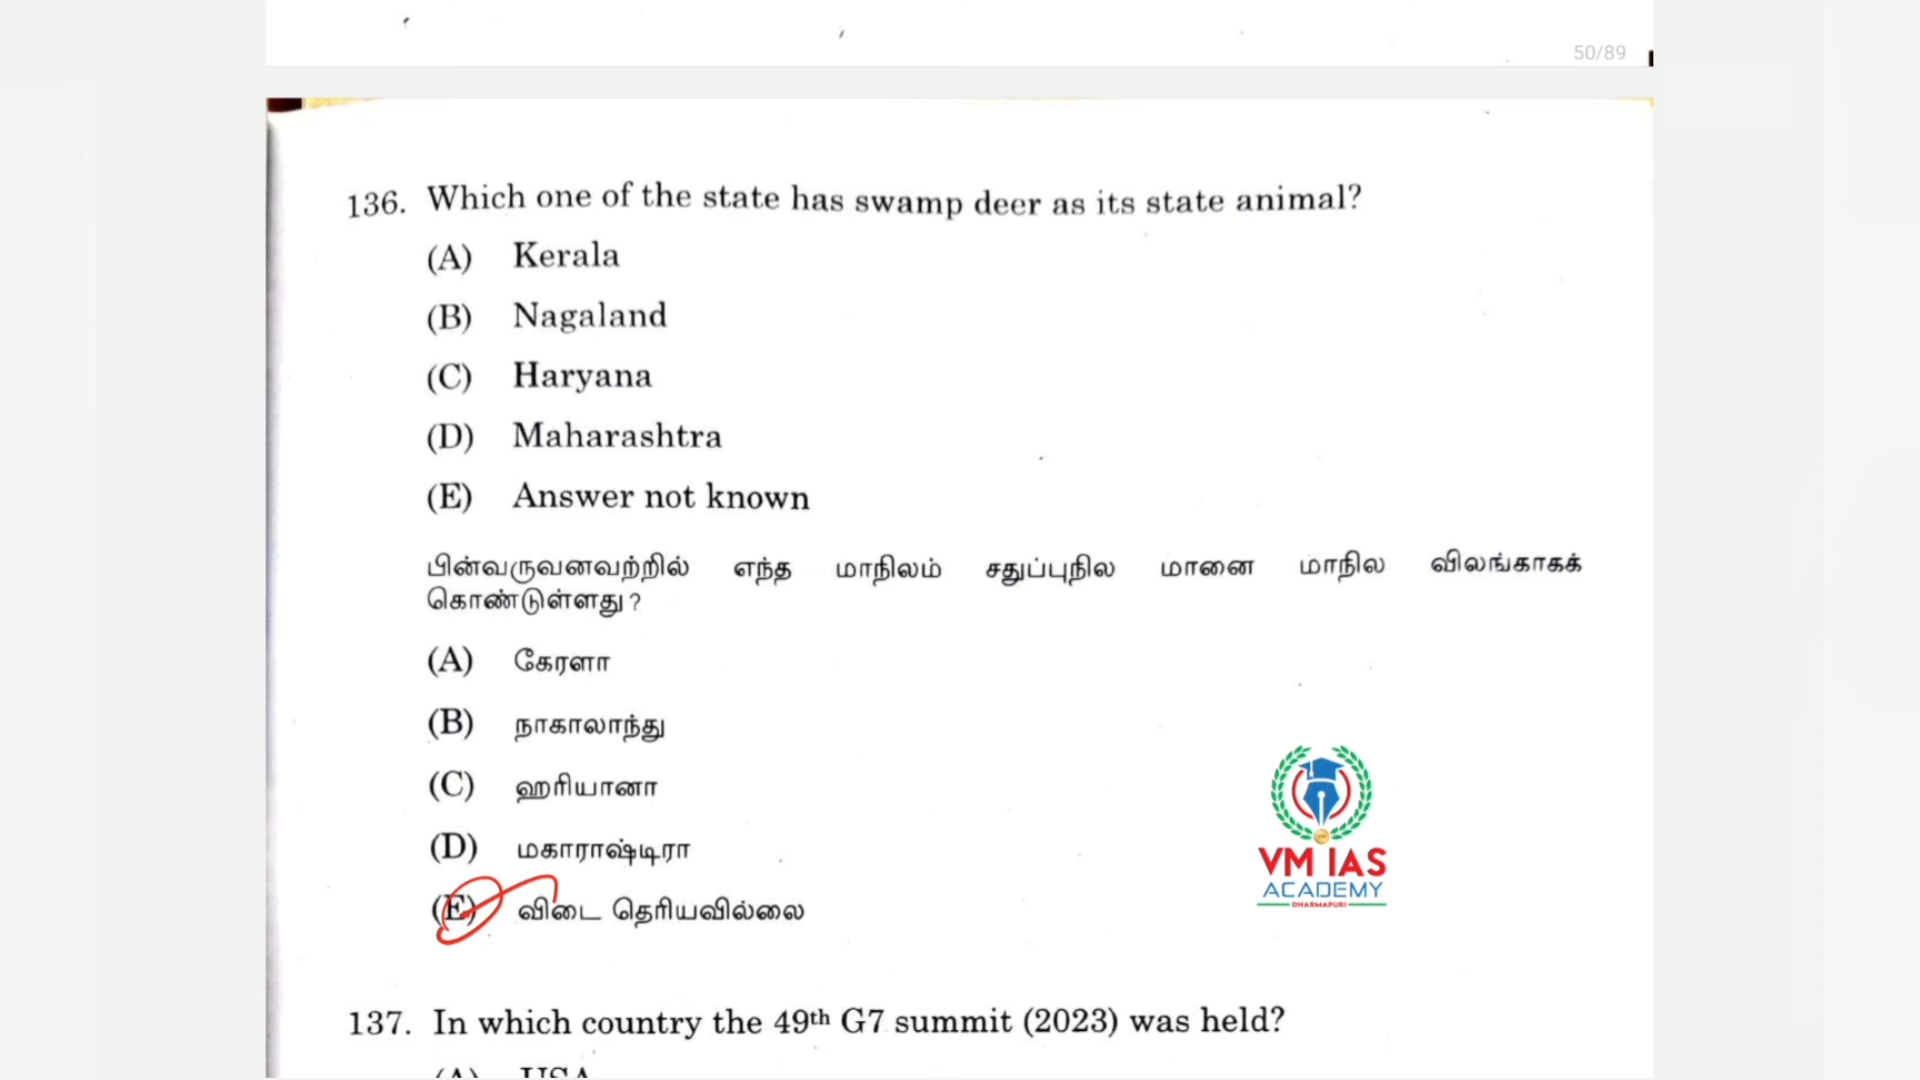 50/89
136. Which one of the state has swamp deer as its state animal?
(A) Kerala
(B) Nagaland
(C) Haryana
(D) Maharashtra
(E) Answer not known
பின்வருவனவற்றில் எந்த மாநிலம் சதுப்புநில மானை மாநில விலங்காகக்
கொண்டுள்ளது?
(A) கேரளா
(B) நாகாலாந்து
(C) ஹரியானா
(D) மகாராஷ்டிரா
(E) விடை தெரியவில்லை
VM IAS
ACADEMY
DHARMAPURI
137. In which country the 49th G7 summit (2023) was held?
(A) USA